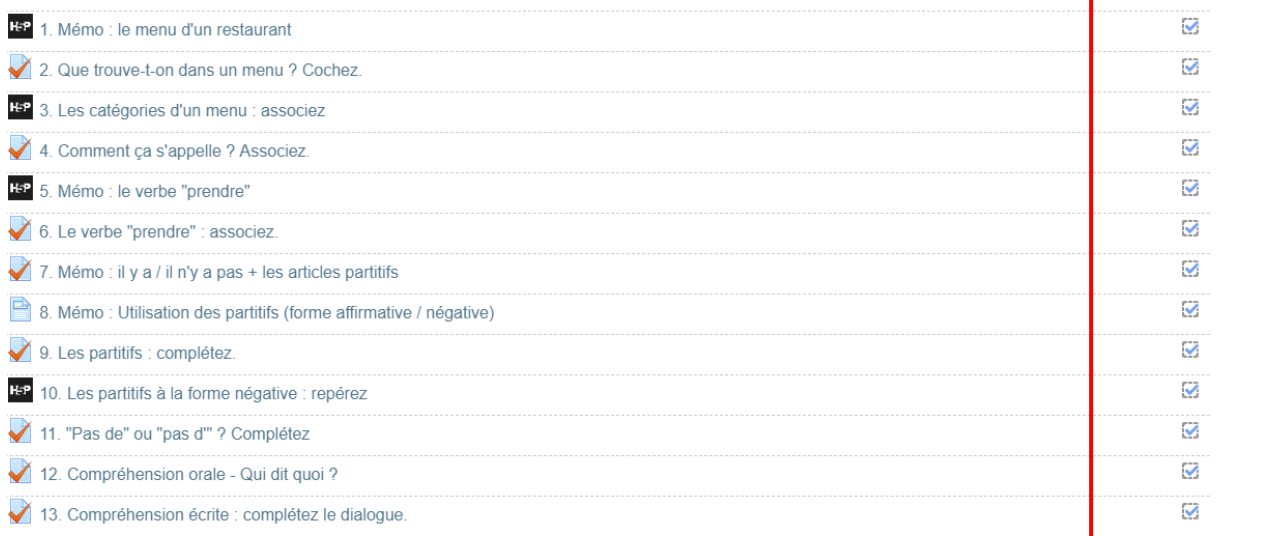 H5P 1. Mémo : le menu d'un restaurant
2. Que trouve-t-on dans un menu ? Cochez.
H5P 3. Les catégories d'un menu : associez
4. Comment ça s'appelle ? Associez.
H5P 5. Mémo : le verbe "prendre"
6. Le verbe "prendre" : associez.
7. Mémo : il y a / il n'y a pas + les articles partitifs
8. Mémo : Utilisation des partitifs (forme affirmative / négative)
9. Les partitifs : complétez.
H5P 10. Les partitifs à la forme négative : repérez
11. "Pas de" ou "pas d'" ? Complétez
12. Compréhension orale - Qui dit quoi ?
13. Compréhension écrite : complétez le dialogue.